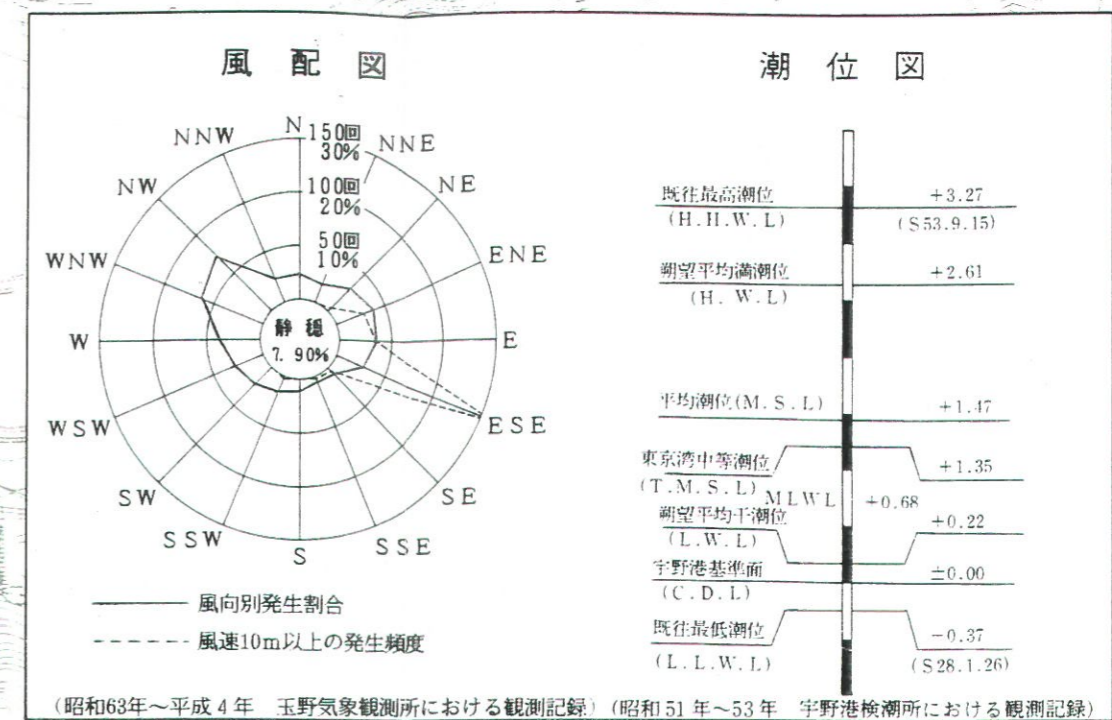 風配図
N
150回
30%
100回
20%
50回
10%
NNE
NE
ENE
E
ESE
SE
SSE
S
SSW
SW
WSW
W
WNW
NW
NNW
静穏
7.90%
風向別発生割合
風速10m以上の発生頻度
(昭和63年～平成4年 玉野気象観測所における観測記録)
潮位図
既往最高潮位 +3.27
(H.H.W.L) (S53.9.15)
朔望平均満潮位 +2.61
(H.W.L)
平均潮位(M.S.L) +1.47
東京湾中等潮位 +1.35
(T.M.S.L)
MLWL +0.68
朔望平均干潮位 +0.22
(L.W.L)
宇野港基準面 ±0.00
(C.D.L)
既往最低潮位 -0.37
(L.L.W.L) (S28.1.26)
(昭和51年～53年 宇野港検潮所における観測記録)